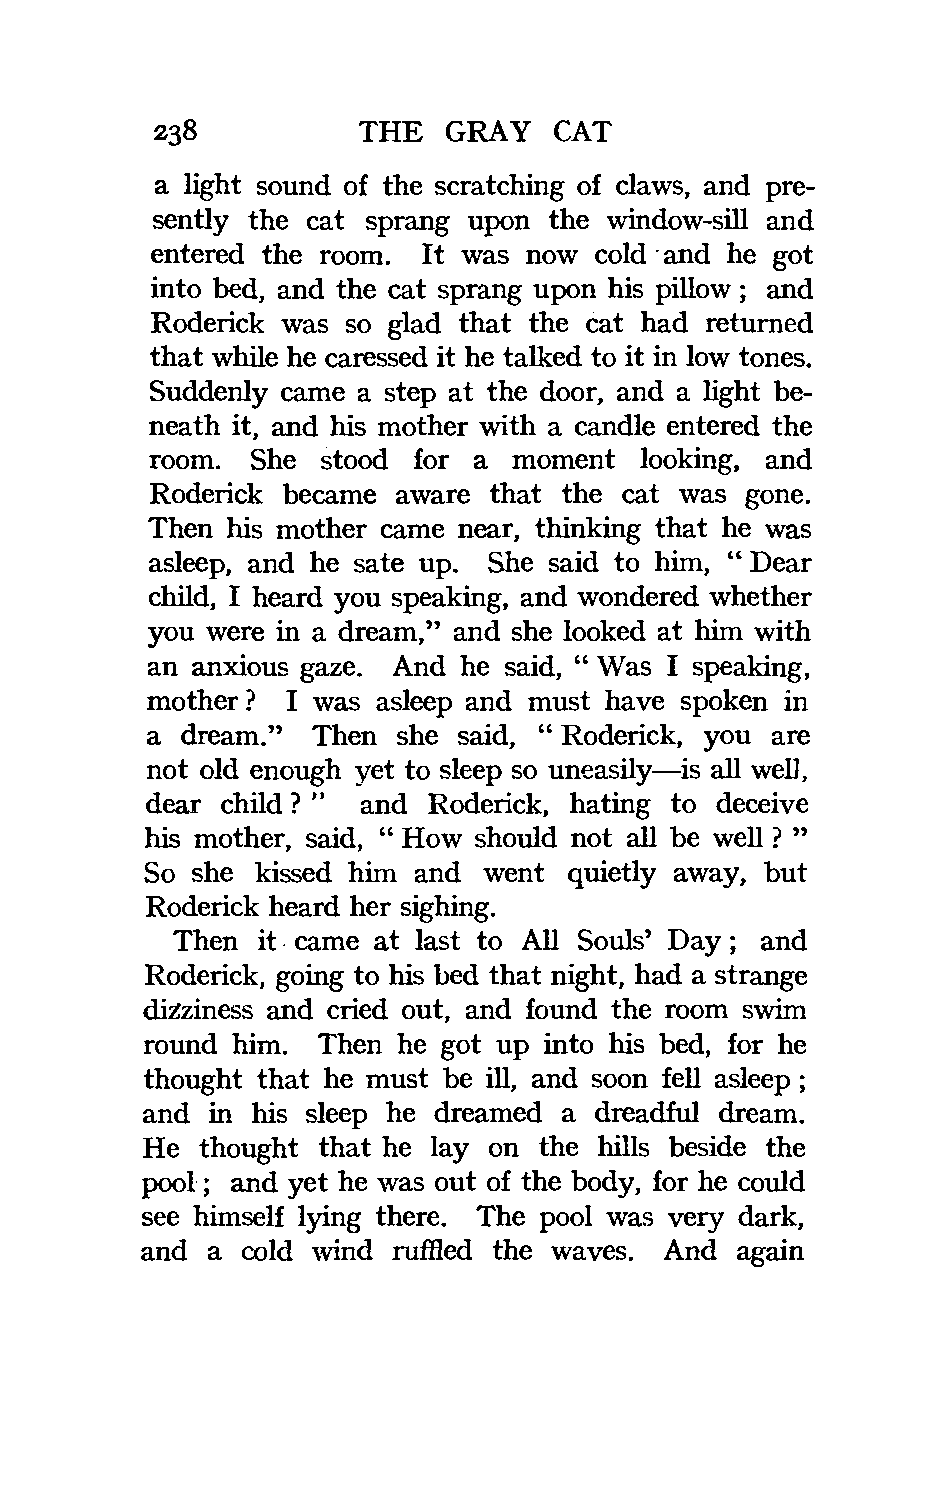 238 THE GRAY CAT
a light sound of the scratching of claws, and pre-
sently the cat sprang upon the window-sill and
entered the room. It was now cold and he got
into bed, and the cat sprang upon his pillow ; and
Roderick was so glad that the cat had returned
that while he caressed it he talked to it in low tones.
Suddenly came a step at the door, and a light be-
neath it, and his mother with a candle entered the
room. She stood for a moment looking, and
Roderick became aware that the cat was gone.
Then his mother came near, thinking that he was
asleep, and he sate up. She said to him, “ Dear
child, I heard you speaking, and wondered whether
you were in a dream,” and she looked at him with
an anxious gaze. And he said, “ Was I speaking,
mother ? I was asleep and must have spoken in
a dream.” Then she said, “ Roderick, you are
not old enough yet to sleep so uneasily—is all well,
dear child ? ” and Roderick, hating to deceive
his mother, said, “ How should not all be well ? ”
So she kissed him and went quietly away, but
Roderick heard her sighing.
Then it came at last to All Souls’ Day ; and
Roderick, going to his bed that night, had a strange
dizziness and cried out, and found the room swim
round him. Then he got up into his bed, for he
thought that he must be ill, and soon fell asleep ;
and in his sleep he dreamed a dreadful dream.
He thought that he lay on the hills beside the
pool ; and yet he was out of the body, for he could
see himself lying there. The pool was very dark,
and a cold wind ruffled the waves. And again